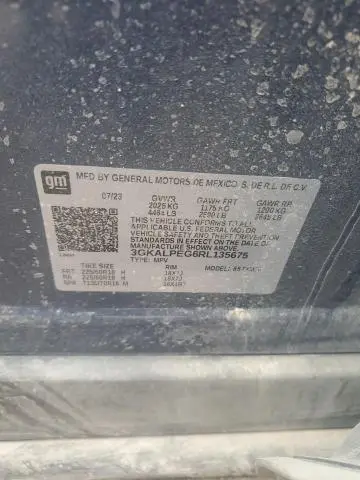 gm
MFD BY GENERAL MOTORS DE MEXICO, S. DE R.L. DE C.V.
07/23 GVWR GAWR FRT GAWR RR
2025 KG 1175 KG 1200 KG
4464 LB 2590 LB 2645 LB
THIS VEHICLE CONFORMS TO ALL
APPLICABLE U.S. FEDERAL MOTOR
VEHICLE SAFETY AND THEFT PREVENTION
STANDARDS IN EFFECT ON THE DATE OF
MANUFACTURE SHOWN ABOVE.
3GKALPEG6RL135675
TYPE: MPV MODEL:
TIRE SIZE RIM
FRT 225/60R18 H 18X7J
RR 225/60R18 H 18X7J
SPA T135/70R16 M